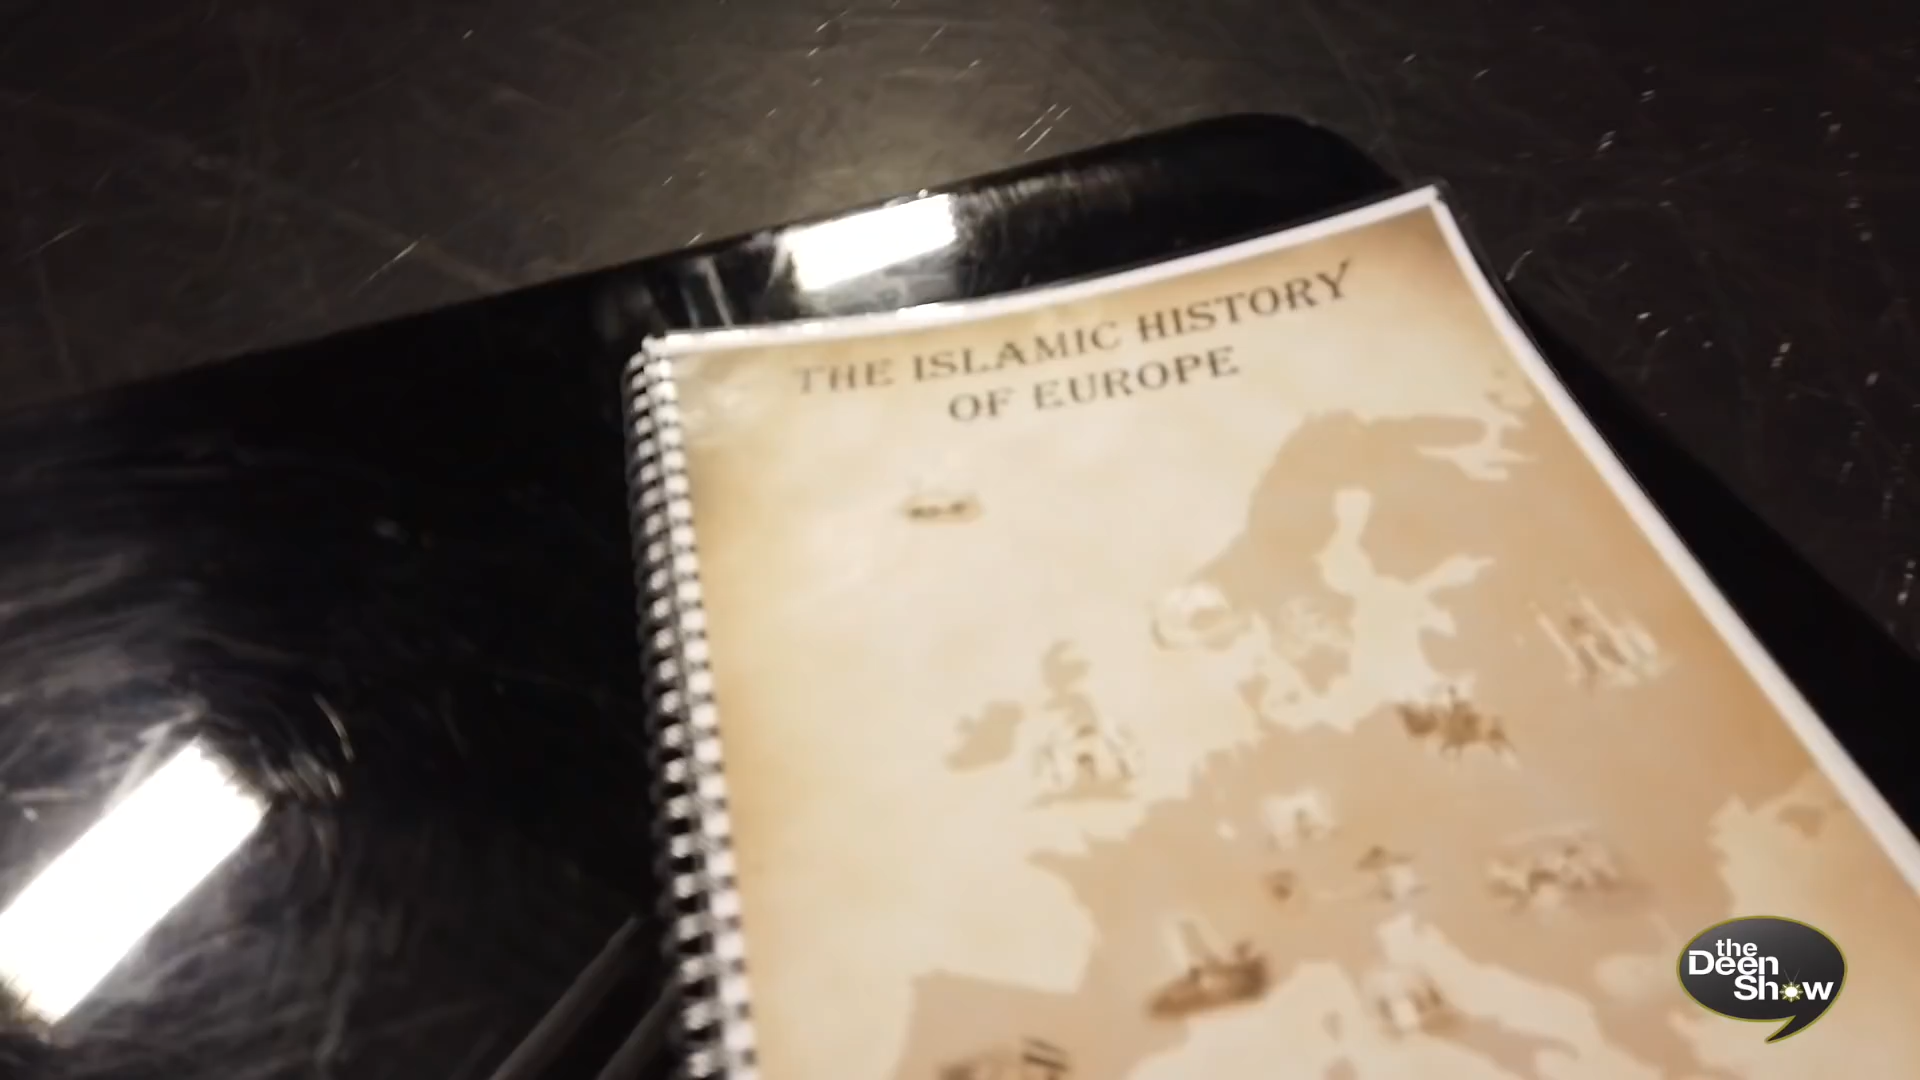 THE ISLAMIC HISTORY
OF EUROPE
the
Deen
Show